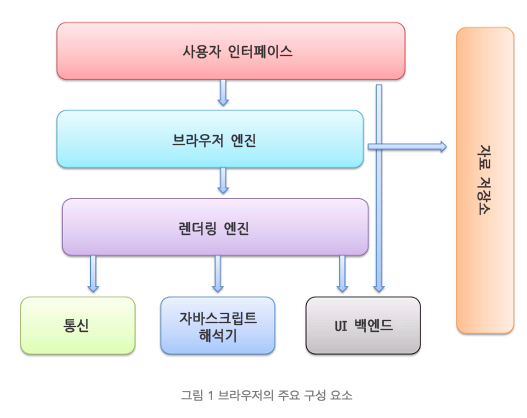 사용자 인터페이스
브라우저 엔진
자료 저장소
렌더링 엔진
통신
자바스크립트
해석기
UI 백엔드
그림 1 브라우저의 주요 구성 요소